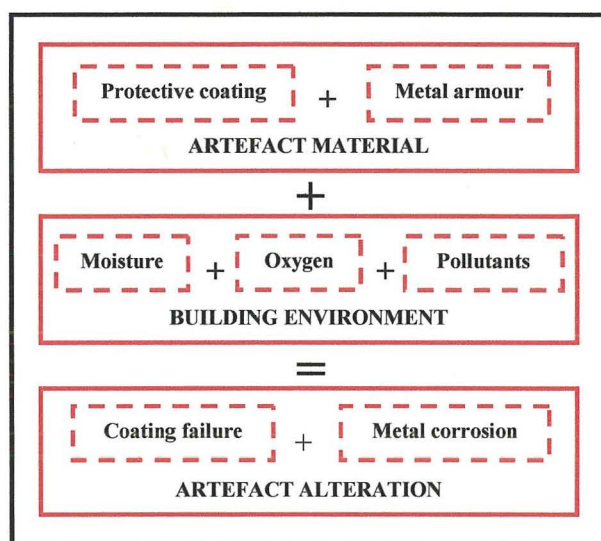 Protective coating + Metal armour
ARTEFACT MATERIAL
+
Moisture + Oxygen + Pollutants
BUILDING ENVIRONMENT
=
Coating failure + Metal corrosion
ARTEFACT ALTERATION